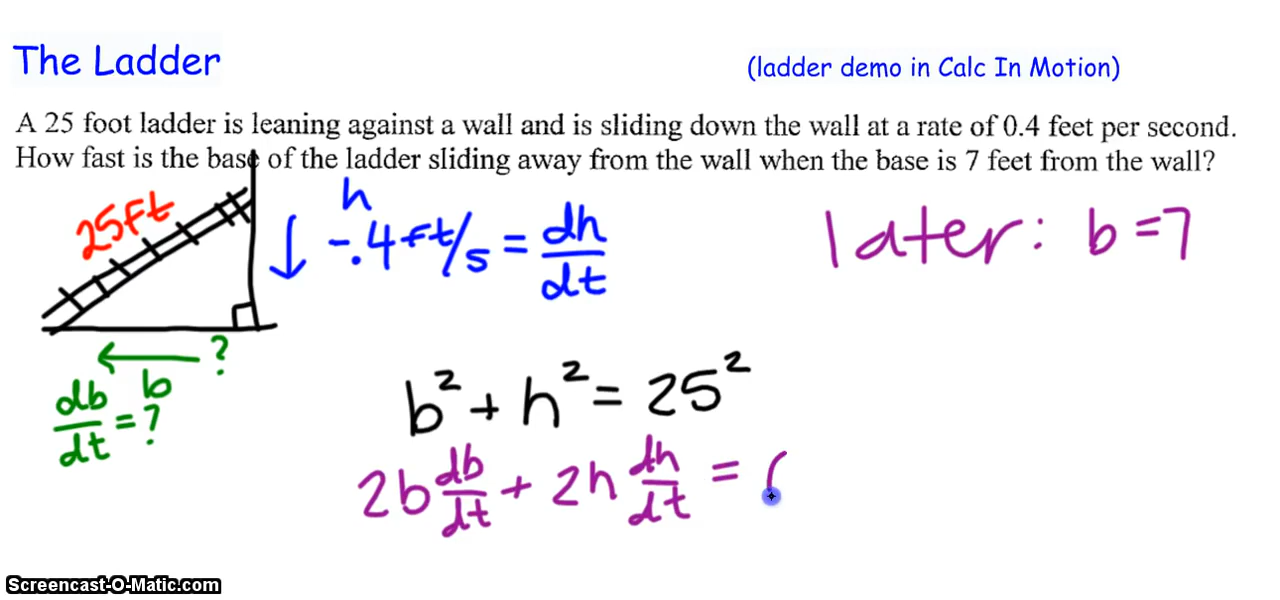 The Ladder
(ladder demo in Calc In Motion)
A 25 foot ladder is leaning against a wall and is sliding down the wall at a rate of 0.4 feet per second.
How fast is the base of the ladder sliding away from the wall when the base is 7 feet from the wall?
25ft
h
-.4ft/s = dh/dt
later: b=7
?
b
db/dt = ?
b² + h² = 25²
2b db/dt + 2h dh/dt =
Screencast-O-Matic.com